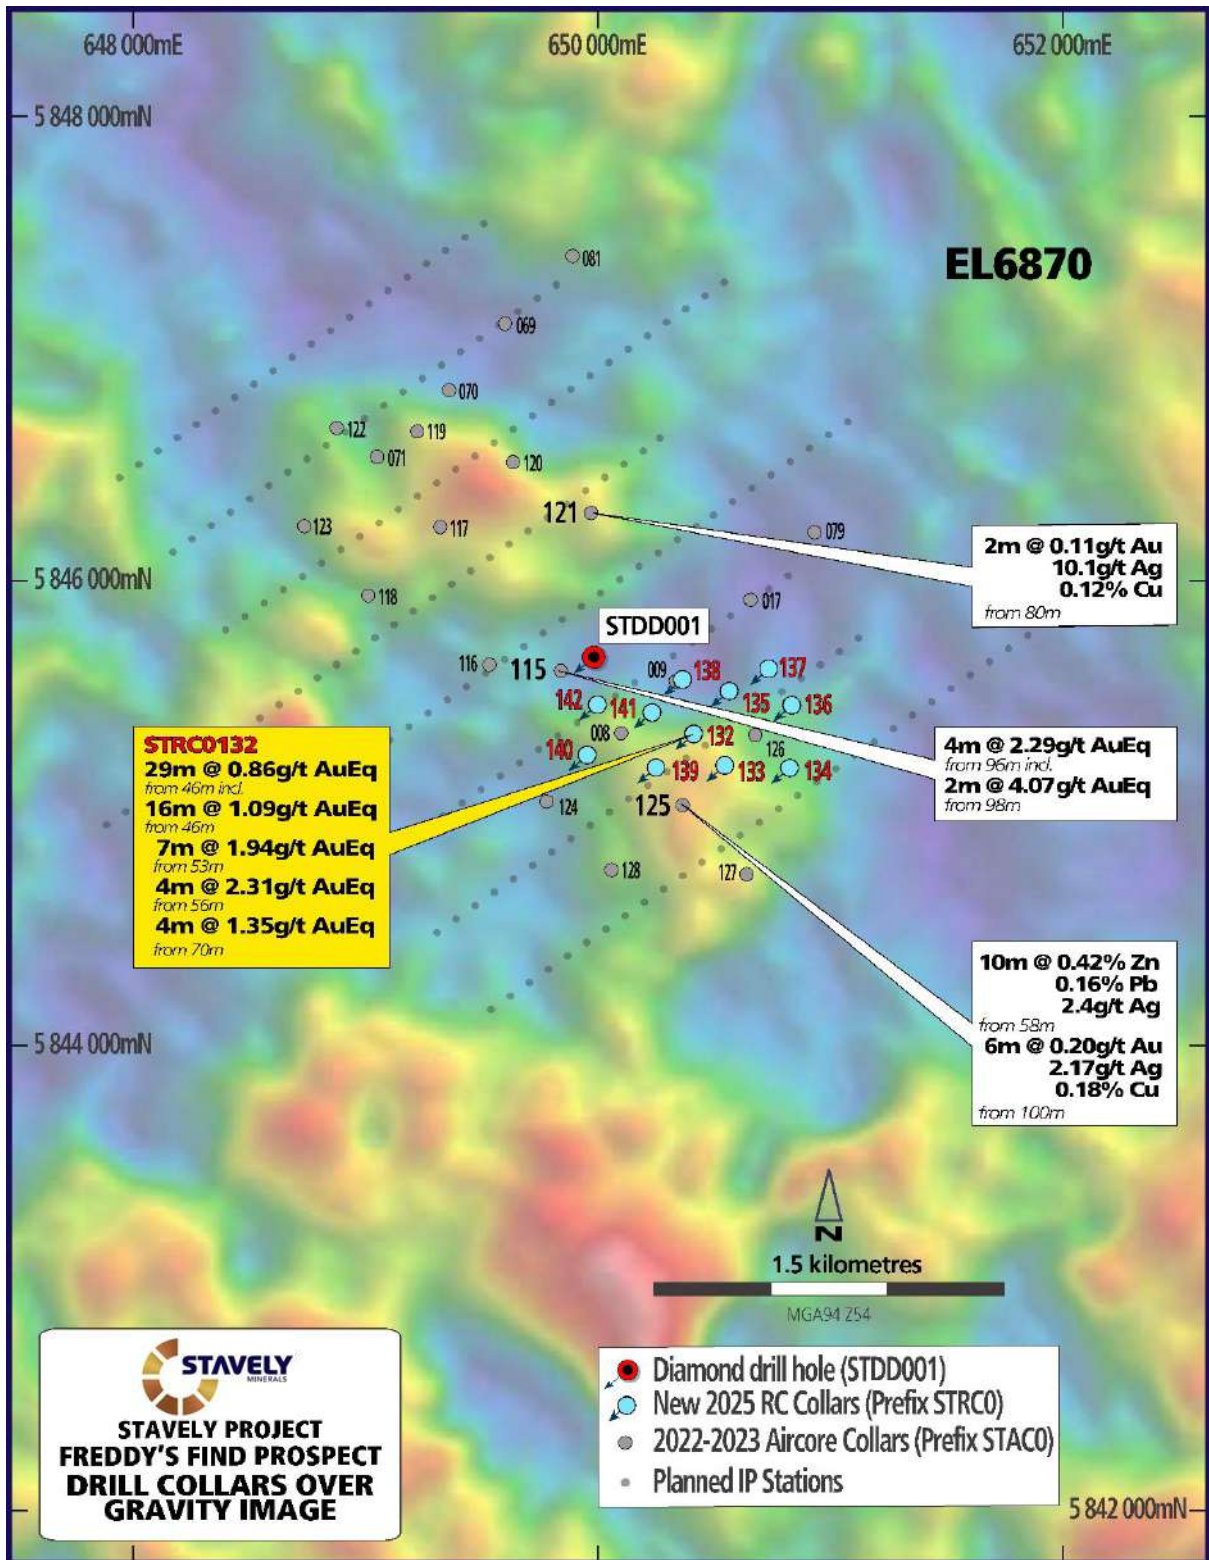 648 000mE
650 000mE
652 000mE
5 848 000mN
EL6870
081
069
070
122
119
071
120
123
117
121
079
2m @ 0.11g/t Au
10.1g/t Ag
0.12% Cu
from 80m
5 846 000mN
118
017
STDD001
116
115
009
138
137
142
141
135
136
008
132
126
140
139
133
134
124
125
128
127
STRC0132
29m @ 0.86g/t AuEq
from 46m incl.
16m @ 1.09g/t AuEq
from 46m
7m @ 1.94g/t AuEq
from 53m
4m @ 2.31g/t AuEq
from 56m
4m @ 1.35g/t AuEq
from 70m
4m @ 2.29g/t AuEq
from 96m incl.
2m @ 4.07g/t AuEq
from 98m
10m @ 0.42% Zn
0.16% Pb
2.4g/t Ag
from 58m
6m @ 0.20g/t Au
2.17g/t Ag
0.18% Cu
from 100m
5 844 000mN
N
1.5 kilometres
MGA94 Z54
STAVELY
MINERALS
STAVELY PROJECT
FREDDY'S FIND PROSPECT
DRILL COLLARS OVER
GRAVITY IMAGE
Diamond drill hole (STDD001)
New 2025 RC Collars (Prefix STRC0)
2022-2023 Aircore Collars (Prefix STAC0)
Planned IP Stations
5 842 000mN